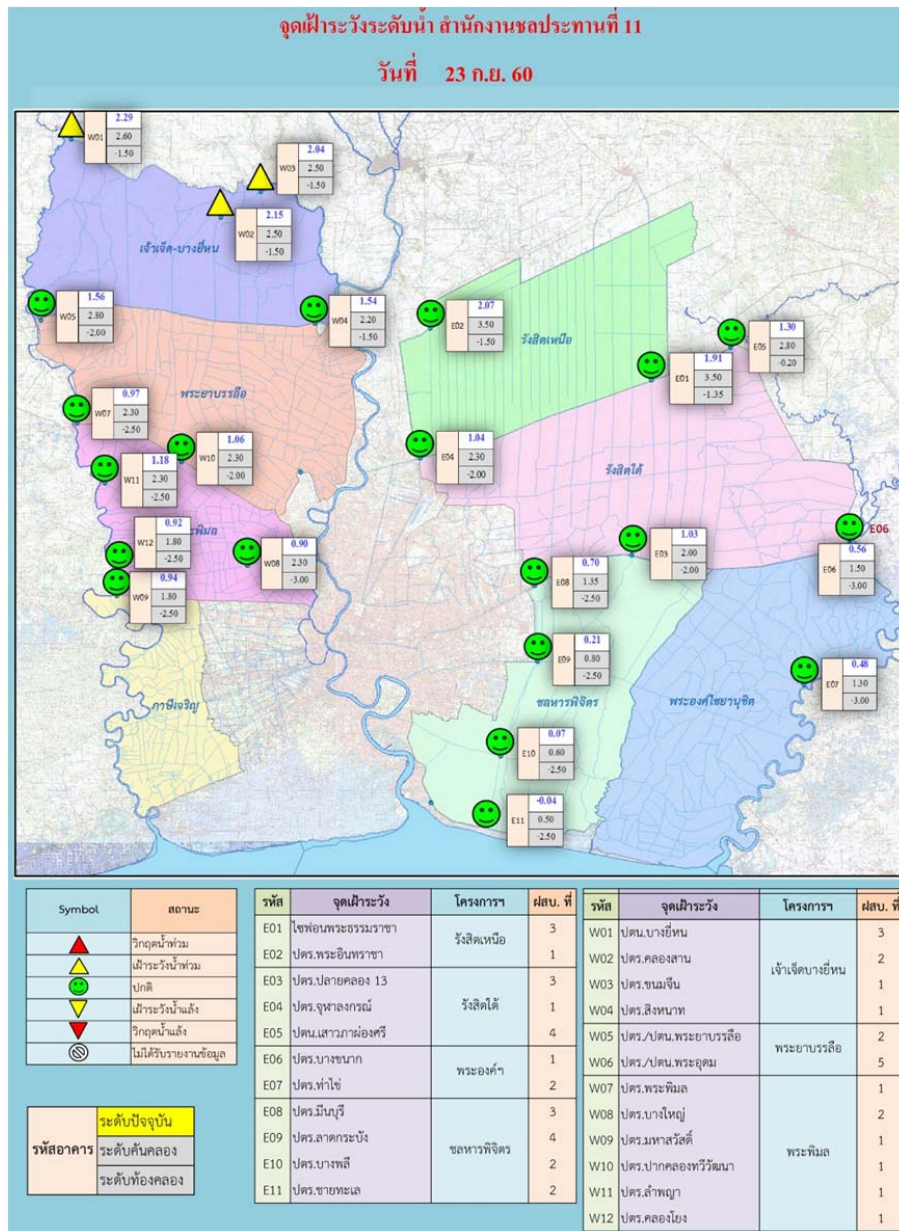 จุดเฝ้าระวังระดับน้ำ สำนักงานชลประทานที่ 11
วันที่ 23 ก.ย. 60
W01
2.29
2.60
-1.50
W03
2.04
2.50
-1.50
W02
2.15
2.50
-1.50
เจ้าเจ็ด-บางยี่หน
W05
1.56
2.80
-2.00
W04
1.54
2.20
-1.50
E02
2.07
3.50
-1.50
รังสิตเหนือ
E05
1.30
2.80
-0.20
E01
1.91
3.50
-1.35
พระยาบรรลือ
W07
0.97
2.30
-2.50
W10
1.06
2.30
-2.00
E04
1.04
2.30
-2.00
รังสิตใต้
W11
1.18
2.30
-2.50
W12
0.92
1.80
-2.50
ะพิมล
W08
0.90
2.30
-3.00
E03
1.03
2.00
-2.00
E06
E06
0.56
1.50
-3.00
W09
0.94
1.80
-2.50
E08
0.70
1.35
-2.50
E09
0.21
0.80
-2.50
E07
0.48
1.30
-3.00
ภาษีเจริญ
ชลหารพิจิตร
พระองค์ไชยานุชิต
E10
0.07
0.60
-2.50
E11
-0.04
0.50
-2.50
Symbol สถานะ
วิกฤตน้ำท่วม
เฝ้าระวังน้ำท่วม
ปกติ
เฝ้าระวังน้ำแล้ง
วิกฤตน้ำแล้ง
ไม่ได้รับรายงานข้อมูล
รหัสอาคาร
ระดับปัจจุบัน
ระดับคันคลอง
ระดับท้องคลอง
รหัส จุดเฝ้าระวัง โครงการฯ ฝสบ. ที่
E01 ไซฟอนพระธรรมราชา รังสิตเหนือ 3
E02 ปตร.พระอินทราชา 1
E03 ปตร.ปลายคลอง 13 รังสิตใต้ 3
E04 ปตร.จุฬาลงกรณ์ 1
E05 ปตน.เสาวภาผ่องศรี 4
E06 ปตร.บางขนาก พระองค์ฯ 1
E07 ปตร.ท่าไข่ 2
E08 ปตร.มีนบุรี ชลหารพิจิตร 3
E09 ปตร.ลาดกระบัง 4
E10 ปตร.บางพลี 2
E11 ปตร.ชายทะเล 2
รหัส จุดเฝ้าระวัง โครงการฯ ฝสบ. ที่
W01 ปตน.บางยี่หน เจ้าเจ็ดบางยี่หน 3
W02 ปตร.คลองสาน 2
W03 ปตร.ขนมจีน 1
W04 ปตร.สิงหนาท 1
W05 ปตร./ปตน.พระยาบรรลือ พระยาบรรลือ 2
W06 ปตร./ปตน.พระอุดม 5
W07 ปตร.พระพิมล พระพิมล 1
W08 ปตร.บางใหญ่ 2
W09 ปตร.มหาสวัสดิ์ 1
W10 ปตร.ปากคลองทวีวัฒนา 1
W11 ปตร.ลำพญา 1
W12 ปตร.คลองโยง 1